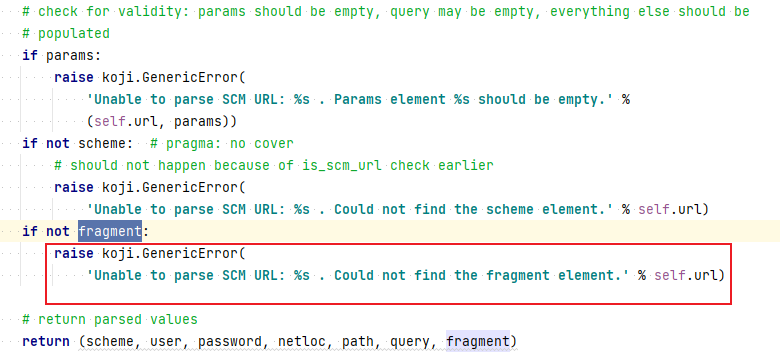 # check for validity: params should be empty, query may be empty, everything else should be
# populated
if params:
raise koji.GenericError(
'Unable to parse SCM URL: %s . Params element %s should be empty.' %
(self.url, params))
if not scheme:  # pragma: no cover
# should not happen because of is_scm_url check earlier
raise koji.GenericError(
'Unable to parse SCM URL: %s . Could not find the scheme element.' % self.url)
if not fragment:
raise koji.GenericError(
'Unable to parse SCM URL: %s . Could not find the fragment element.' % self.url)
# return parsed values
return (scheme, user, password, netloc, path, query, fragment)